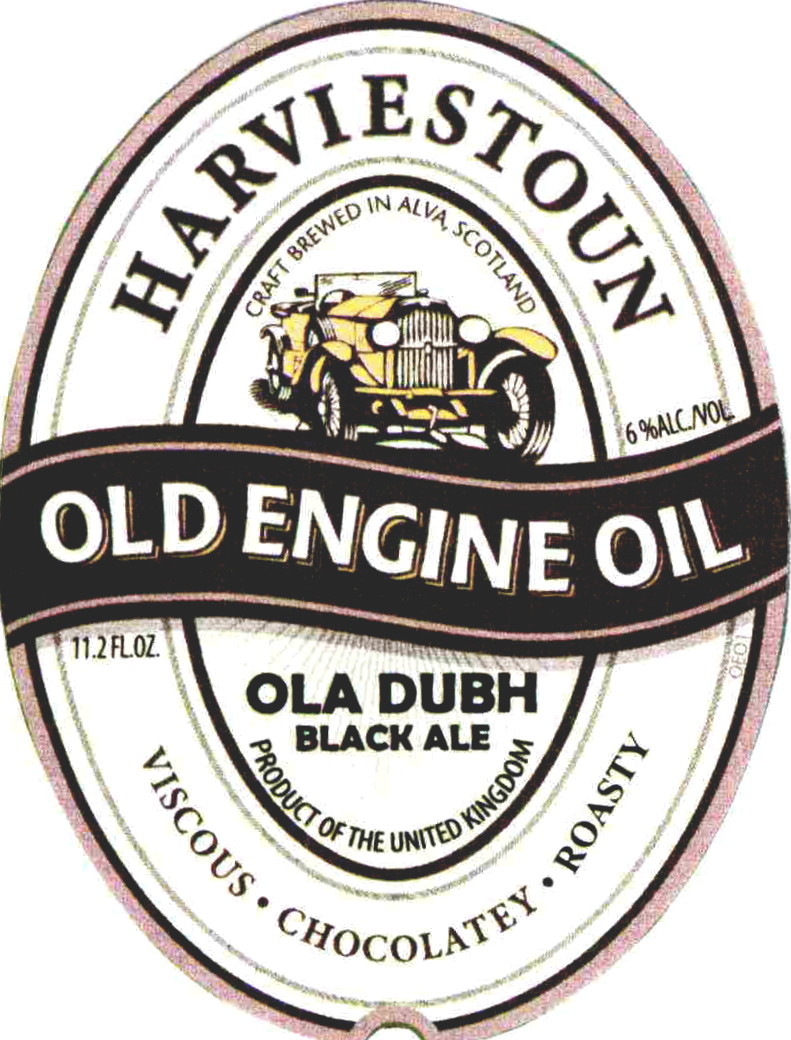 HARVIESTOUN
CRAFT BREWED IN ALVA, SCOTLAND
6 %ALC./VOL.
OLD ENGINE OIL
11.2 FL.OZ.
OEO1
OLA DUBH
BLACK ALE
PRODUCT OF THE UNITED KINGDOM
VISCOUS • CHOCOLATEY • ROASTY